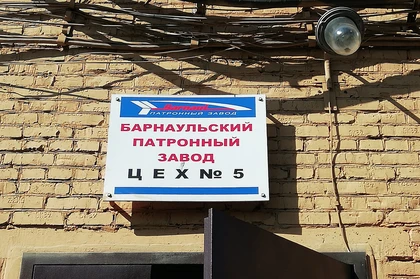 ПАТРОННЫЙ ЗАВОД
БАРНАУЛЬСКИЙ
ПАТРОННЫЙ
ЗАВОД
ЦЕХ № 5